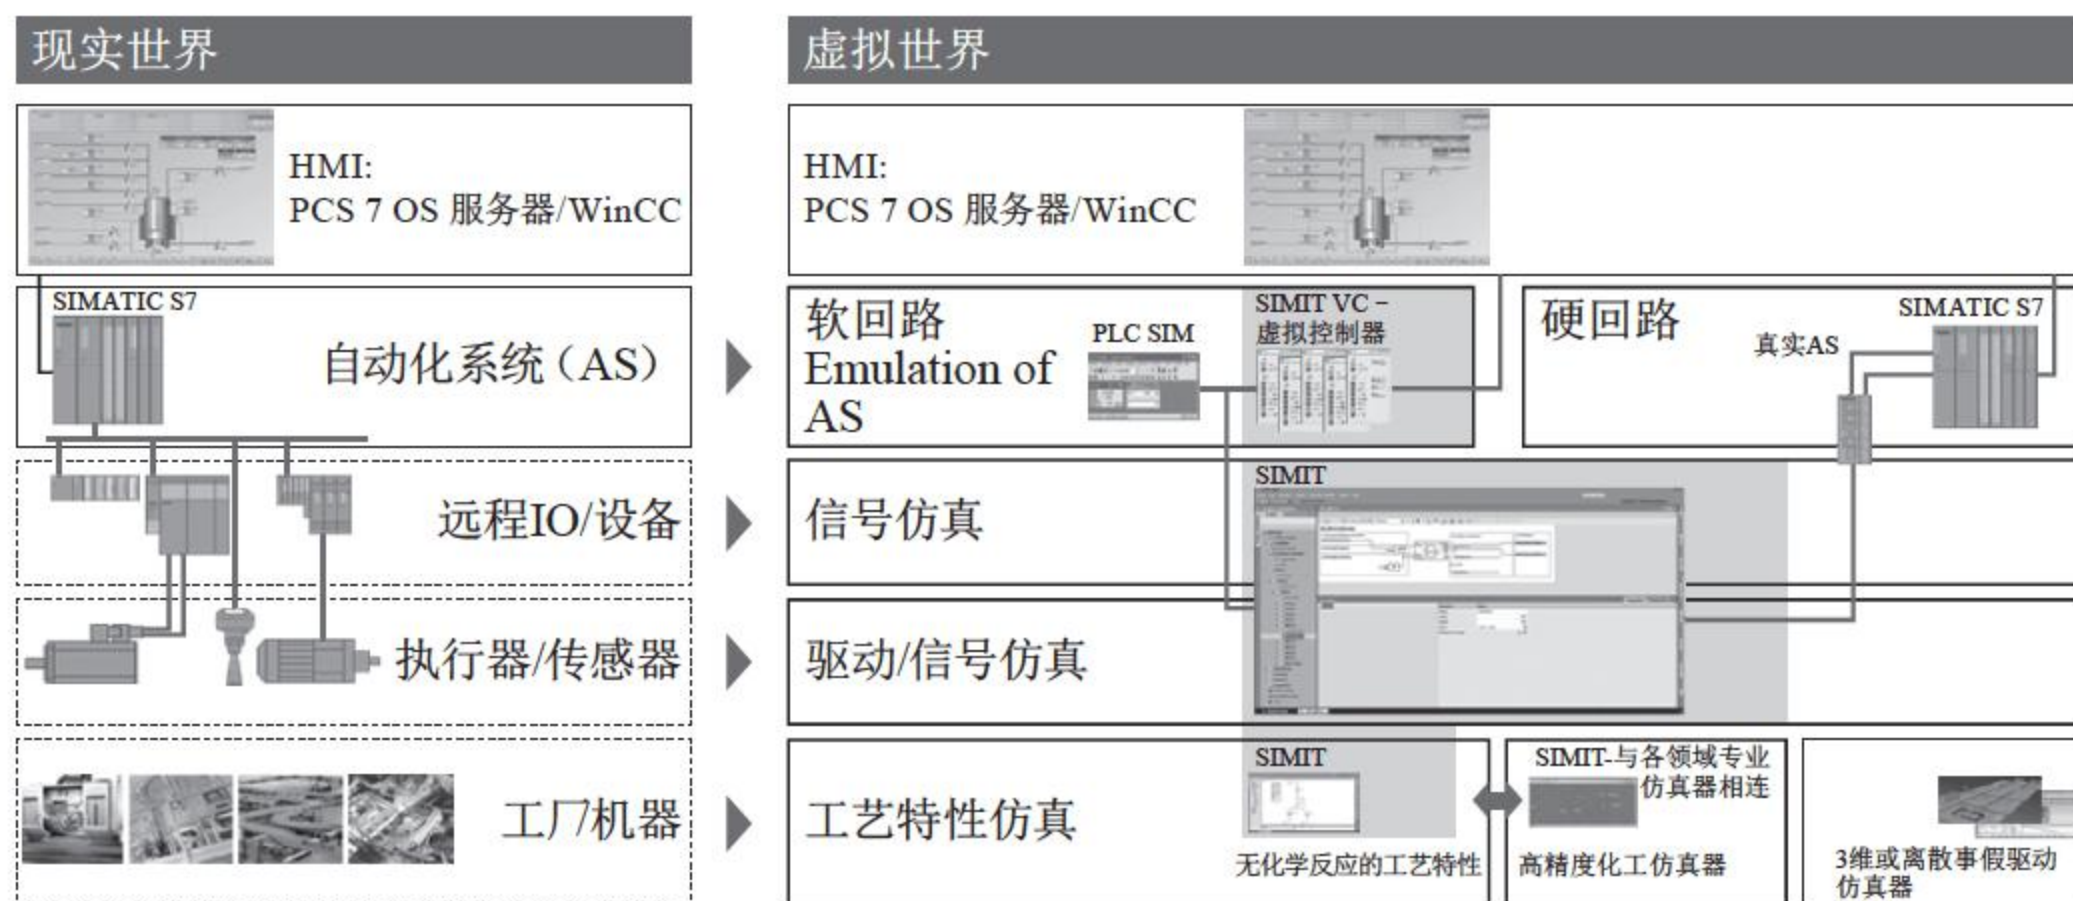 现实世界
虚拟世界
HMI:
PCS 7 OS 服务器/WinCC
HMI:
PCS 7 OS 服务器/WinCC
SIMATIC S7
自动化系统（AS）
软回路
Emulation of
AS
PLC SIM
SIMIT VC –
虚拟控制器
硬回路
真实AS
SIMATIC S7
远程IO/设备
信号仿真
SIMIT
执行器/传感器
驱动/信号仿真
工厂/机器
工艺特性仿真
SIMIT
无化学反应的工艺特性
SIMIT-与各领域专业
仿真器相连
高精度化工仿真器
3维或离散事假驱动
仿真器